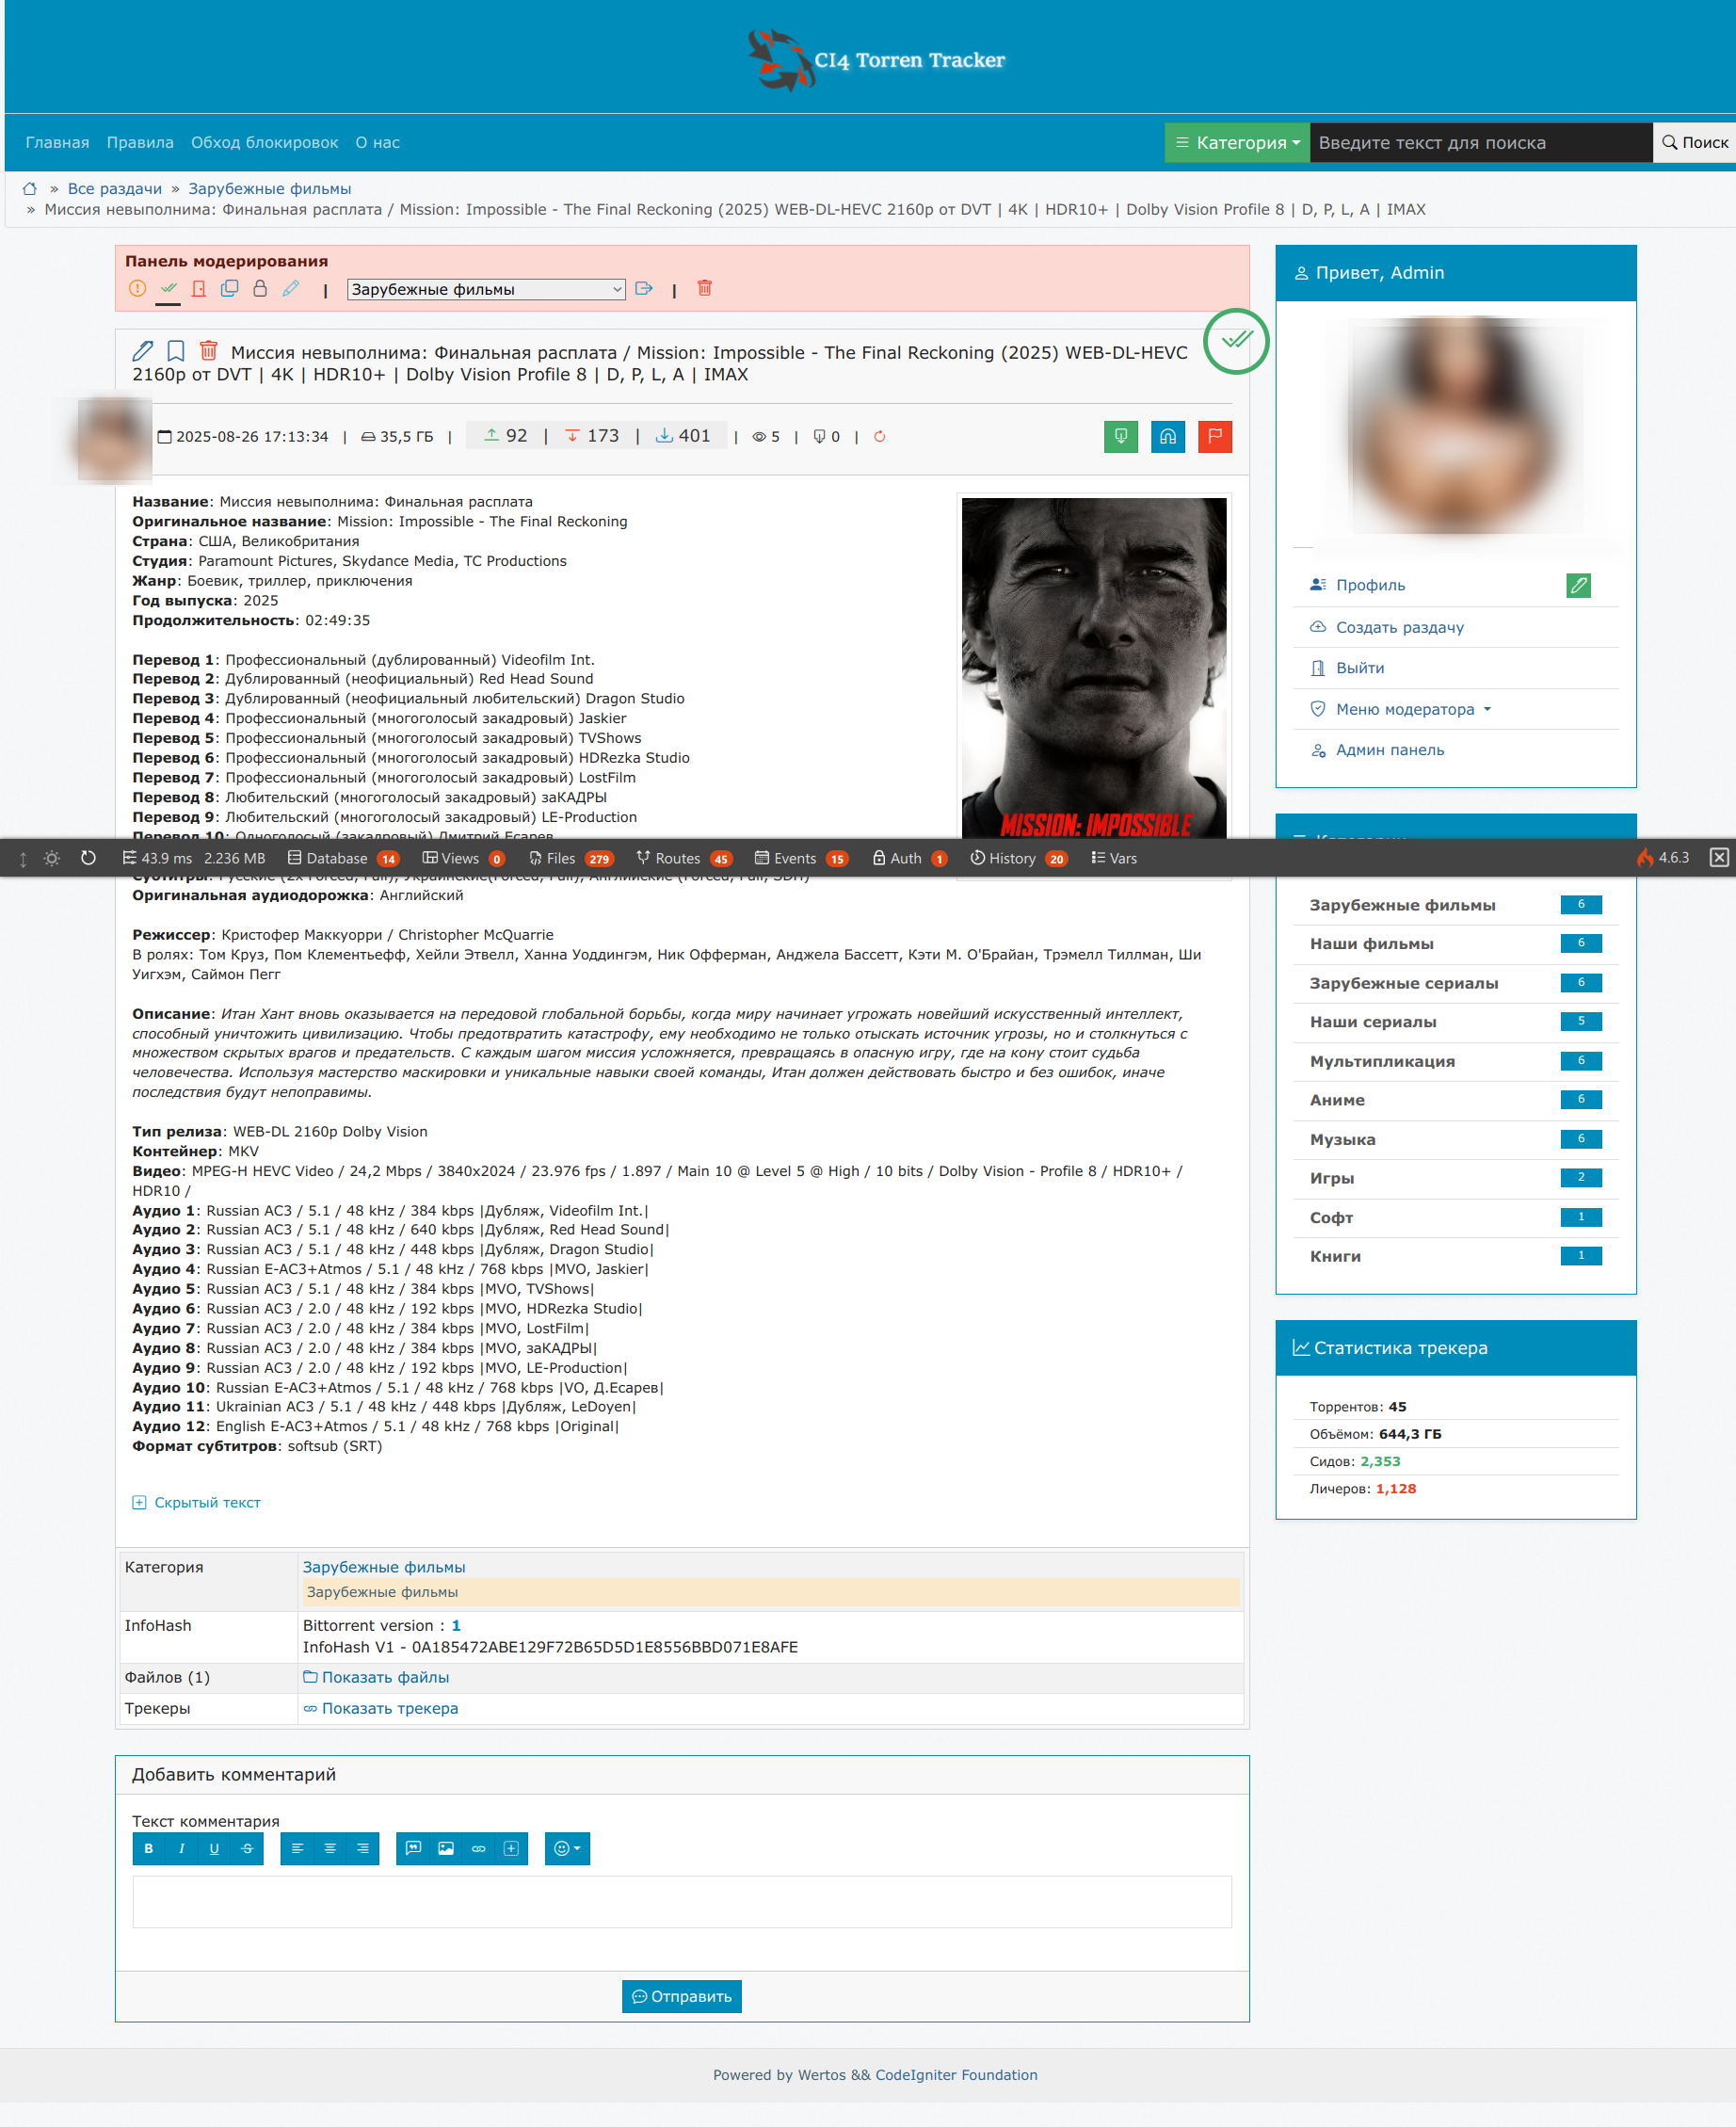 CI4 Torren Tracker
Главная Правила Обход блокировок О нас
Категория Введите текст для поиска Поиск
» Все раздачи » Зарубежные фильмы
» Миссия невыполнима: Финальная расплата / Mission: Impossible - The Final Reckoning (2025) WEB-DL-HEVC 2160p от DVT | 4K | HDR10+ | Dolby Vision Profile 8 | D, P, L, A | IMAX
Панель модерирования
| Зарубежные фильмы |
Миссия невыполнима: Финальная расплата / Mission: Impossible - The Final Reckoning (2025) WEB-DL-HEVC
2160p от DVT | 4K | HDR10+ | Dolby Vision Profile 8 | D, P, L, A | IMAX
2025-08-26 17:13:34 | 35,5 ГБ | 92 | 173 | 401 | 5 | 0 |
Название: Миссия невыполнима: Финальная расплата
Оригинальное название: Mission: Impossible - The Final Reckoning
Страна: США, Великобритания
Студия: Paramount Pictures, Skydance Media, TC Productions
Жанр: Боевик, триллер, приключения
Год выпуска: 2025
Продолжительность: 02:49:35
Перевод 1: Профессиональный (дублированный) Videofilm Int.
Перевод 2: Дублированный (неофициальный) Red Head Sound
Перевод 3: Дублированный (неофициальный любительский) Dragon Studio
Перевод 4: Профессиональный (многоголосый закадровый) Jaskier
Перевод 5: Профессиональный (многоголосый закадровый) TVShows
Перевод 6: Профессиональный (многоголосый закадровый) HDRezka Studio
Перевод 7: Профессиональный (многоголосый закадровый) LostFilm
Перевод 8: Любительский (многоголосый закадровый) заКАДРЫ
Перевод 9: Любительский (многоголосый закадровый) LE-Production
Перевод 10: Одноголосый (закадровый) Дмитрий Есарев
MISSION: IMPOSSIBLE
43.9 ms 2.236 MB Database 14 Views 0 Files 279 Routes 45 Events 15 Auth 1 History 20 Vars 4.6.3
Субтитры: Русские (2x Forced, Full), Украинские(Forced, Full), Английские (Forced, Full, SDH)
Оригинальная аудиодорожка: Английский
Режиссер: Кристофер Маккуорри / Christopher McQuarrie
В ролях: Том Круз, Пом Клементьефф, Хейли Этвелл, Ханна Уоддингэм, Ник Офферман, Анджела Бассетт, Кэти М. О'Брайан, Трэмелл Тиллман, Ши
Уигхэм, Саймон Пегг
Описание: Итан Хант вновь оказывается на передовой глобальной борьбы, когда миру начинает угрожать новейший искусственный интеллект,
способный уничтожить цивилизацию. Чтобы предотвратить катастрофу, ему необходимо не только отыскать источник угрозы, но и столкнуться с
множеством скрытых врагов и предательств. С каждым шагом миссия усложняется, превращаясь в опасную игру, где на кону стоит судьба
человечества. Используя мастерство маскировки и уникальные навыки своей команды, Итан должен действовать быстро и без ошибок, иначе
последствия будут непоправимы.
Тип релиза: WEB-DL 2160p Dolby Vision
Контейнер: MKV
Видео: MPEG-H HEVC Video / 24,2 Mbps / 3840x2024 / 23.976 fps / 1.897 / Main 10 @ Level 5 @ High / 10 bits / Dolby Vision - Profile 8 / HDR10+ /
HDR10 /
Аудио 1: Russian AC3 / 5.1 / 48 kHz / 384 kbps |Дубляж, Videofilm Int.|
Аудио 2: Russian AC3 / 5.1 / 48 kHz / 640 kbps |Дубляж, Red Head Sound|
Аудио 3: Russian AC3 / 5.1 / 48 kHz / 448 kbps |Дубляж, Dragon Studio|
Аудио 4: Russian E-AC3+Atmos / 5.1 / 48 kHz / 768 kbps |MVO, Jaskier|
Аудио 5: Russian AC3 / 5.1 / 48 kHz / 384 kbps |MVO, TVShows|
Аудио 6: Russian AC3 / 2.0 / 48 kHz / 192 kbps |MVO, HDRezka Studio|
Аудио 7: Russian AC3 / 2.0 / 48 kHz / 384 kbps |MVO, LostFilm|
Аудио 8: Russian AC3 / 2.0 / 48 kHz / 384 kbps |MVO, заКАДРЫ|
Аудио 9: Russian AC3 / 2.0 / 48 kHz / 192 kbps |MVO, LE-Production|
Аудио 10: Russian E-AC3+Atmos / 5.1 / 48 kHz / 768 kbps |VO, Д.Есарев|
Аудио 11: Ukrainian AC3 / 5.1 / 48 kHz / 448 kbps |Дубляж, LeDoyen|
Аудио 12: English E-AC3+Atmos / 5.1 / 48 kHz / 768 kbps |Original|
Формат субтитров: softsub (SRT)
Скрытый текст
Категория Зарубежные фильмы
Зарубежные фильмы
InfoHash Bittorrent version : 1
InfoHash V1 - 0A185472ABE129F72B65D5D1E8556BBD071E8AFE
Файлов (1) Показать файлы
Трекеры Показать трекера
Добавить комментарий
Текст комментария
B I U S
Отправить
Привет, Admin
Профиль
Создать раздачу
Выйти
Меню модератора
Админ панель
Зарубежные фильмы 6
Наши фильмы 6
Зарубежные сериалы 6
Наши сериалы 5
Мультипликация 6
Аниме 6
Музыка 6
Игры 2
Софт 1
Книги 1
Статистика трекера
Торрентов: 45
Объёмом: 644,3 ГБ
Сидов: 2,353
Личеров: 1,128
Powered by Wertos && CodeIgniter Foundation